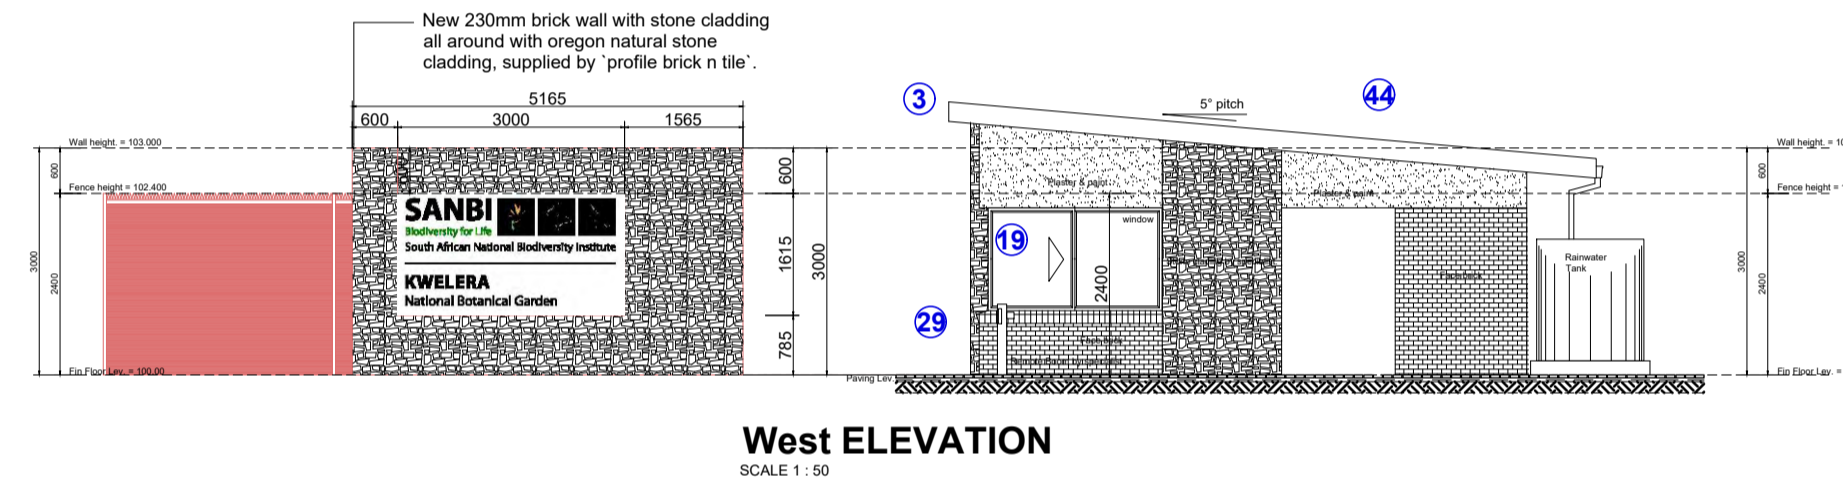 New 230mm brick wall with stone cladding
all around with oregon natural stone
cladding, supplied by `profile brick n tile`.
5165
600
3000
1565
3
5° pitch
44
Wall height. = 103.000
Wall height. = 10
600
600
600
Fence height = 102.400
Fence height =
Plaster & paint
Plaster & paint
SANBI
Biodiversity for Life
South African National Biodiversity Institute
window
19
3000
2400
1615
3000
2400
Rainwater
Tank
3000
2400
KWELERA
National Botanical Garden
29
785
Fin Floor Lev. = 100.00
Paving Lev.
Fin Floor Lev. =
West ELEVATION
SCALE 1 : 50